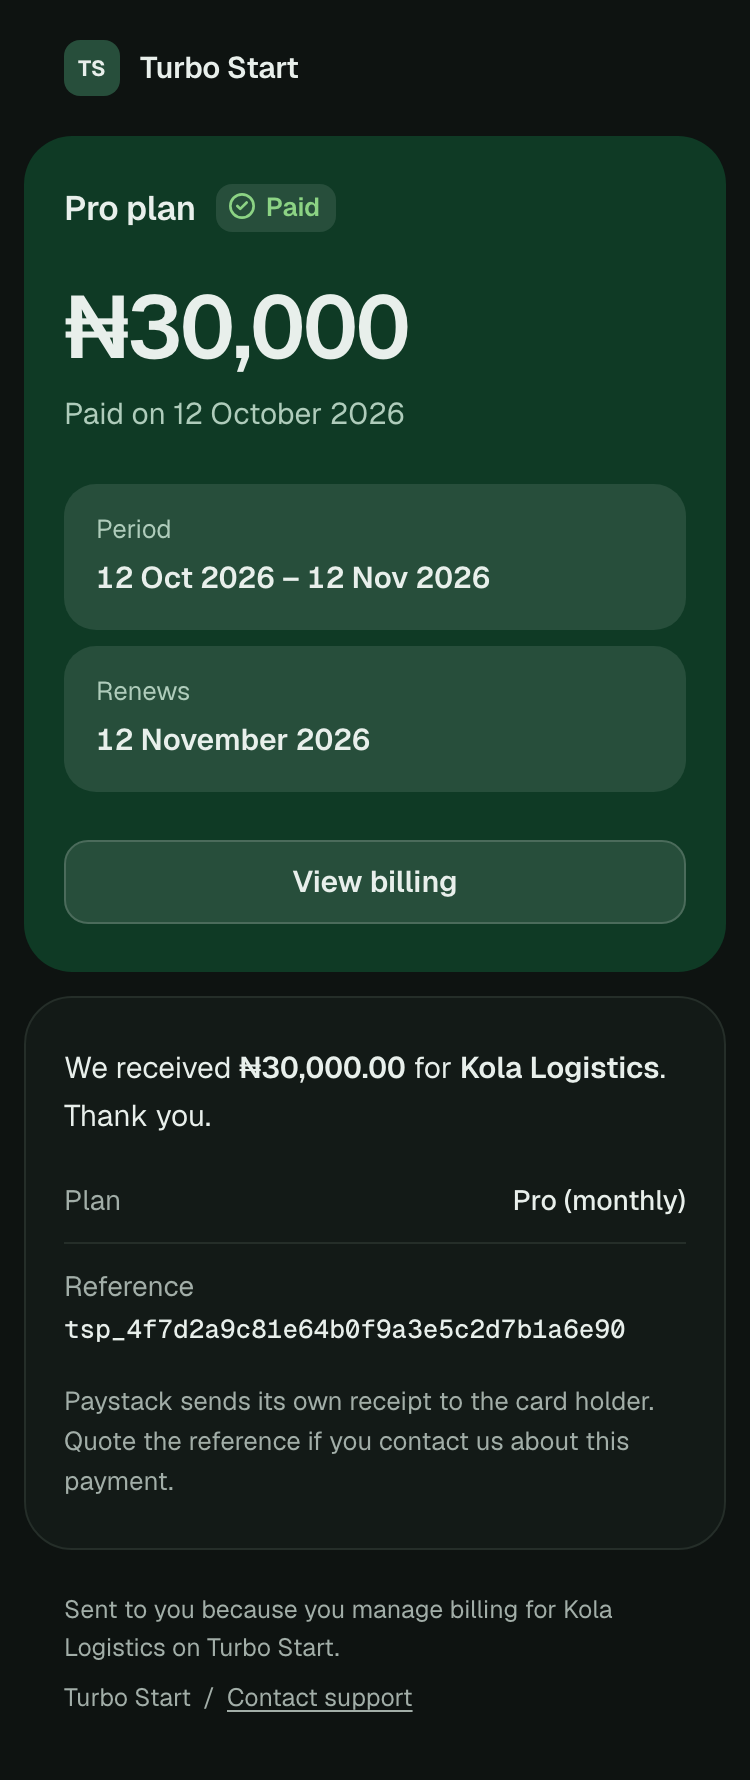 TS Turbo Start
Pro plan Paid
₦30,000
Paid on 12 October 2026
Period
12 Oct 2026 – 12 Nov 2026
Renews
12 November 2026
View billing
We received ₦30,000.00 for Kola Logistics.
Thank you.
Plan Pro (monthly)
Reference
tsp_4f7d2a9c81e64b0f9a3e5c2d7b1a6e90
Paystack sends its own receipt to the card holder.
Quote the reference if you contact us about this
payment.
Sent to you because you manage billing for Kola
Logistics on Turbo Start.
Turbo Start / Contact support